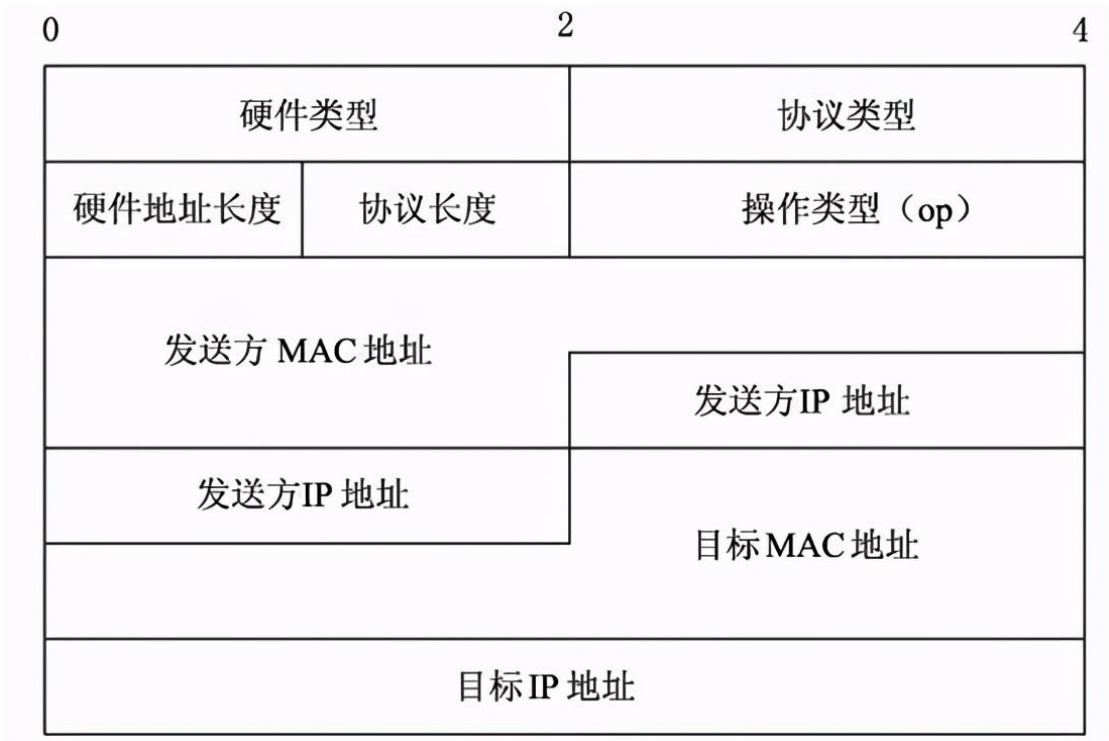 0 2 4
硬件类型 协议类型
硬件地址长度 协议长度 操作类型（op）
发送方 MAC 地址
发送方IP 地址
发送方IP 地址
目标MAC地址
目标IP 地址